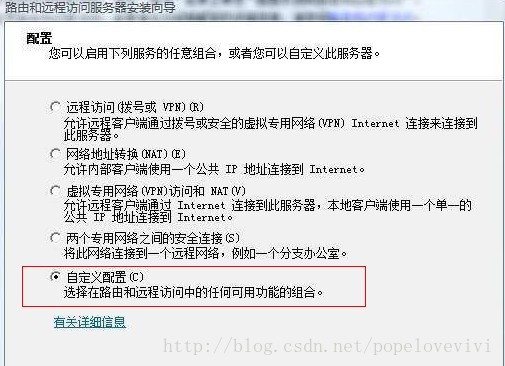 路由和远程访问服务器安装向导
配置
您可以启用下列服务的任意组合，或者您可以自定义此服务器。
远程访问(拨号或 VPN)(R)
允许远程客户端通过拨号或安全的虚拟专用网络(VPN) Internet 连接来连接到
此服务器。
网络地址转换(NAT)(E)
允许内部客户端使用一个公共 IP 地址连接到 Internet。
虚拟专用网络(VPN)访问和 NAT(V)
允许远程客户端通过 Internet 连接到此服务器，本地客户端使用一个单一的
公共 IP 地址连接到 Internet。
两个专用网络之间的安全连接(S)
将此网络连接到一个远程网络，例如一个分支办公室。
自定义配置(C)
选择在路由和远程访问中的任何可用功能的组合。
有关详细信息
http://blog.csdn.net/popelovevivi